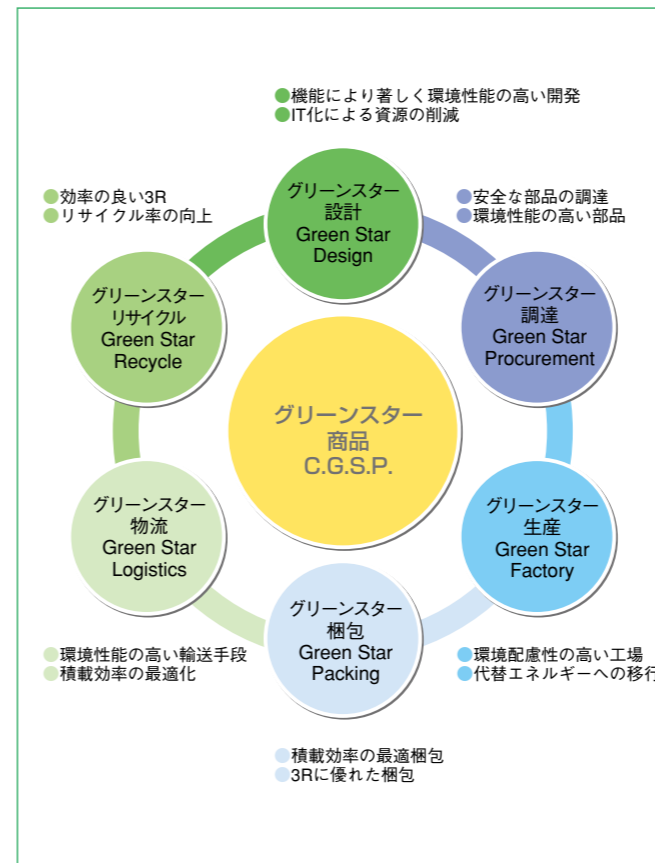 ●機能により著しく環境性能の高い開発
●IT化による資源の削減
グリーンスター
設計
Green Star
Design
●安全な部品の調達
●環境性能の高い部品
グリーンスター
調達
Green Star
Procurement
グリーンスター
生産
Green Star
Factory
●環境配慮性の高い工場
●代替エネルギーへの移行
グリーンスター
梱包
Green Star
Packing
●積載効率の最適梱包
●3Rに優れた梱包
グリーンスター
物流
Green Star
Logistics
●環境性能の高い輸送手段
●積載効率の最適化
●効率の良い3R
●リサイクル率の向上
グリーンスター
リサイクル
Green Star
Recycle
グリーンスター
商品
C.G.S.P.